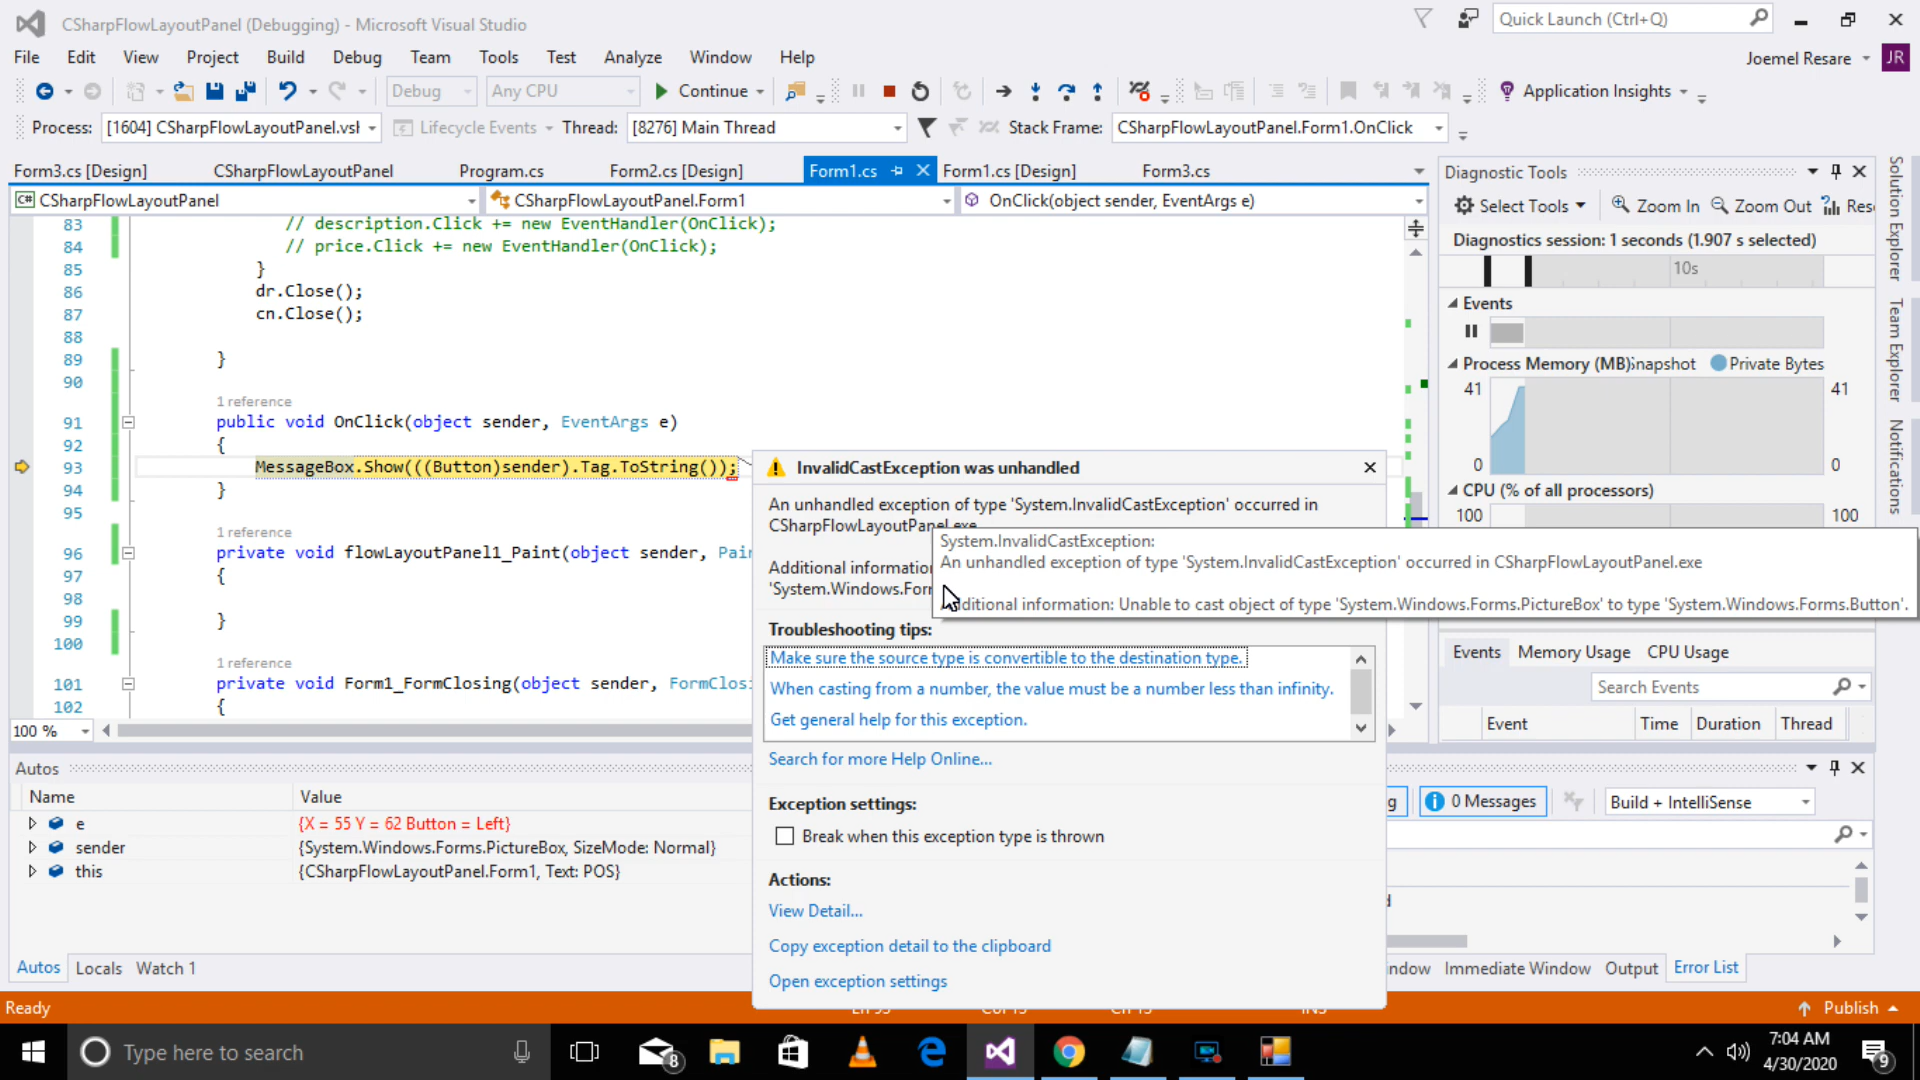 CSharpFlowLayoutPanel (Debugging) - Microsoft Visual Studio
Quick Launch (Ctrl+Q)
File Edit View Project Build Debug Team Tools Test Analyze Window Help
Joemel Resare JR
Debug Any CPU Continue Application Insights
Process: [1604] CSharpFlowLayoutPanel.vsh Lifecycle Events Thread: [8276] Main Thread Stack Frame: CSharpFlowLayoutPanel.Form1.OnClick
Form3.cs [Design] CSharpFlowLayoutPanel Program.cs Form2.cs [Design] Form1.cs Form1.cs [Design] Form3.cs
C# CSharpFlowLayoutPanel CSharpFlowLayoutPanel.Form1 OnClick(object sender, EventArgs e)
83 // description.Click += new EventHandler(OnClick);
84 // price.Click += new EventHandler(OnClick);
85 }
86 dr.Close();
87 cn.Close();
88
89 }
90
1 reference
91 public void OnClick(object sender, EventArgs e)
92 {
93 MessageBox.Show(((Button)sender).Tag.ToString());
94 }
95
1 reference
96 private void flowLayoutPanel1_Paint(object sender, Pain
97 {
98
99 }
100
1 reference
101 private void Form1_FormClosing(object sender, FormClosi
102 {
100 %
InvalidCastException was unhandled
An unhandled exception of type 'System.InvalidCastException' occurred in
CSharpFlowLayoutPanel.exe
Additional information
'System.Windows.Forr
System.InvalidCastException:
An unhandled exception of type 'System.InvalidCastException' occurred in CSharpFlowLayoutPanel.exe
Additional information: Unable to cast object of type 'System.Windows.Forms.PictureBox' to type 'System.Windows.Forms.Button'.
Troubleshooting tips:
Make sure the source type is convertible to the destination type.
When casting from a number, the value must be a number less than infinity.
Get general help for this exception.
Search for more Help Online...
Exception settings:
Break when this exception type is thrown
Actions:
View Detail...
Copy exception detail to the clipboard
Open exception settings
Diagnostic Tools
Select Tools Zoom In Zoom Out Res
Diagnostics session: 1 seconds (1.907 s selected)
10s
Events
Process Memory (MB) napshot Private Bytes
41 41
0 0
CPU (% of all processors)
100 100
Events Memory Usage CPU Usage
Search Events
Event Time Duration Thread
Solution Explorer
Team Explorer
Notifications
Autos
Name Value
e {X = 55 Y = 62 Button = Left}
sender {System.Windows.Forms.PictureBox, SizeMode: Normal}
this {CSharpFlowLayoutPanel.Form1, Text: POS}
Autos Locals Watch 1
g 0 Messages Build + IntelliSense
d
ndow Immediate Window Output Error List
Ready
Publish
Type here to search
8
7:04 AM
4/30/2020
9